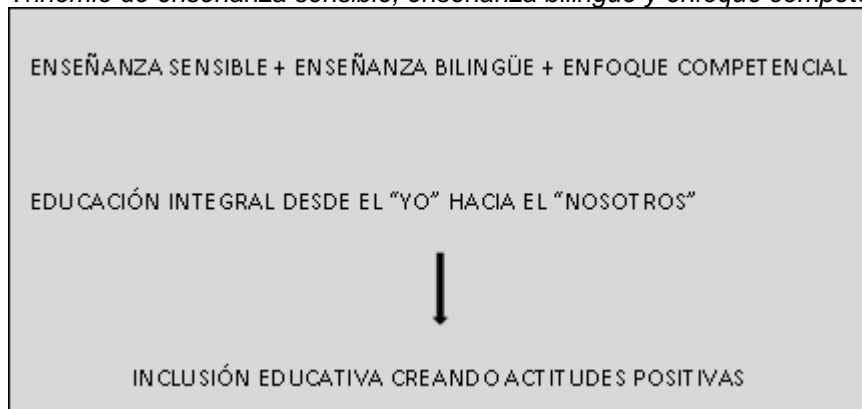 Trinomio de enseñanza sensible, enseñanza bilingüe y enfoque
ENSEÑANZA SENSIBLE + ENSEÑANZA BILINGÜE + ENFOQUE COMPETENCIAL
EDUCACIÓN INTEGRAL DESDE EL “YO” HACIA EL “NOSOTROS”
INCLUSIÓN EDUCATIVA CREANDO ACTITUDES POSITIVAS